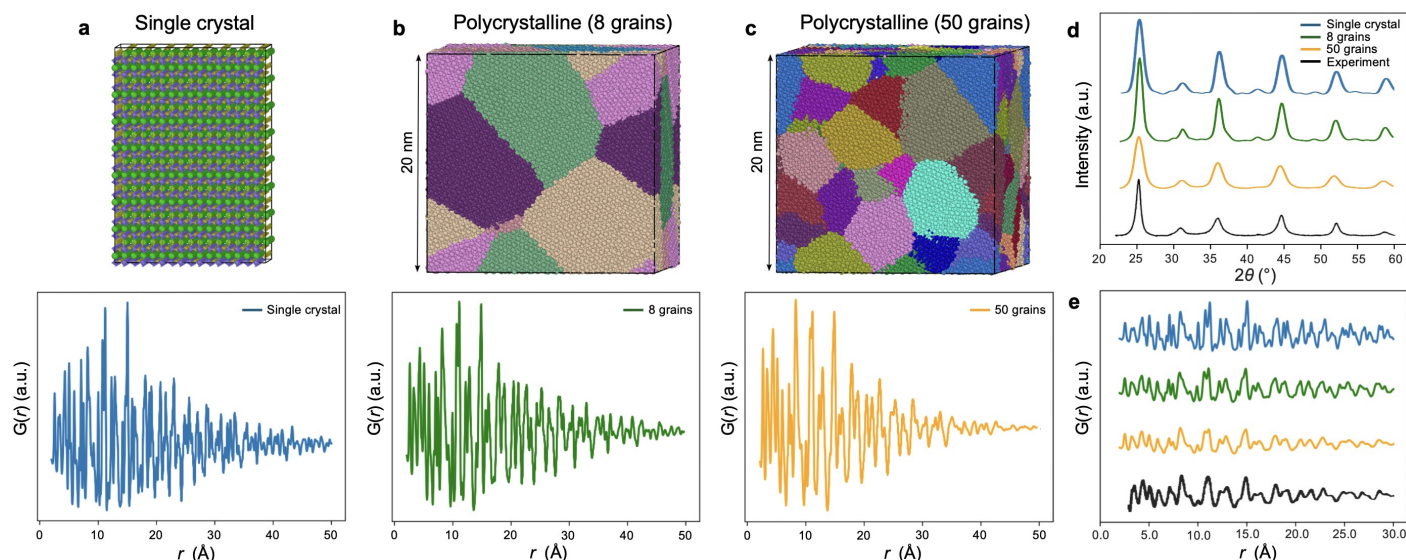 a Single crystal
b Polycrystalline (8 grains)
c Polycrystalline (50 grains)
20 nm
20 nm
G(r) (a.u.)
Single crystal
0 10 20 30 40 50
r (Å)
G(r) (a.u.)
8 grains
0 10 20 30 40 50
r (Å)
G(r) (a.u.)
50 grains
0 10 20 30 40 50
r (Å)
d
Single crystal
8 grains
50 grains
Experiment
Intensity (a.u.)
20 25 30 35 40 45 50 55 60
2θ (°)
e
G(r) (a.u.)
0.0 5.0 10.0 15.0 20.0 25.0 30.0
r (Å)